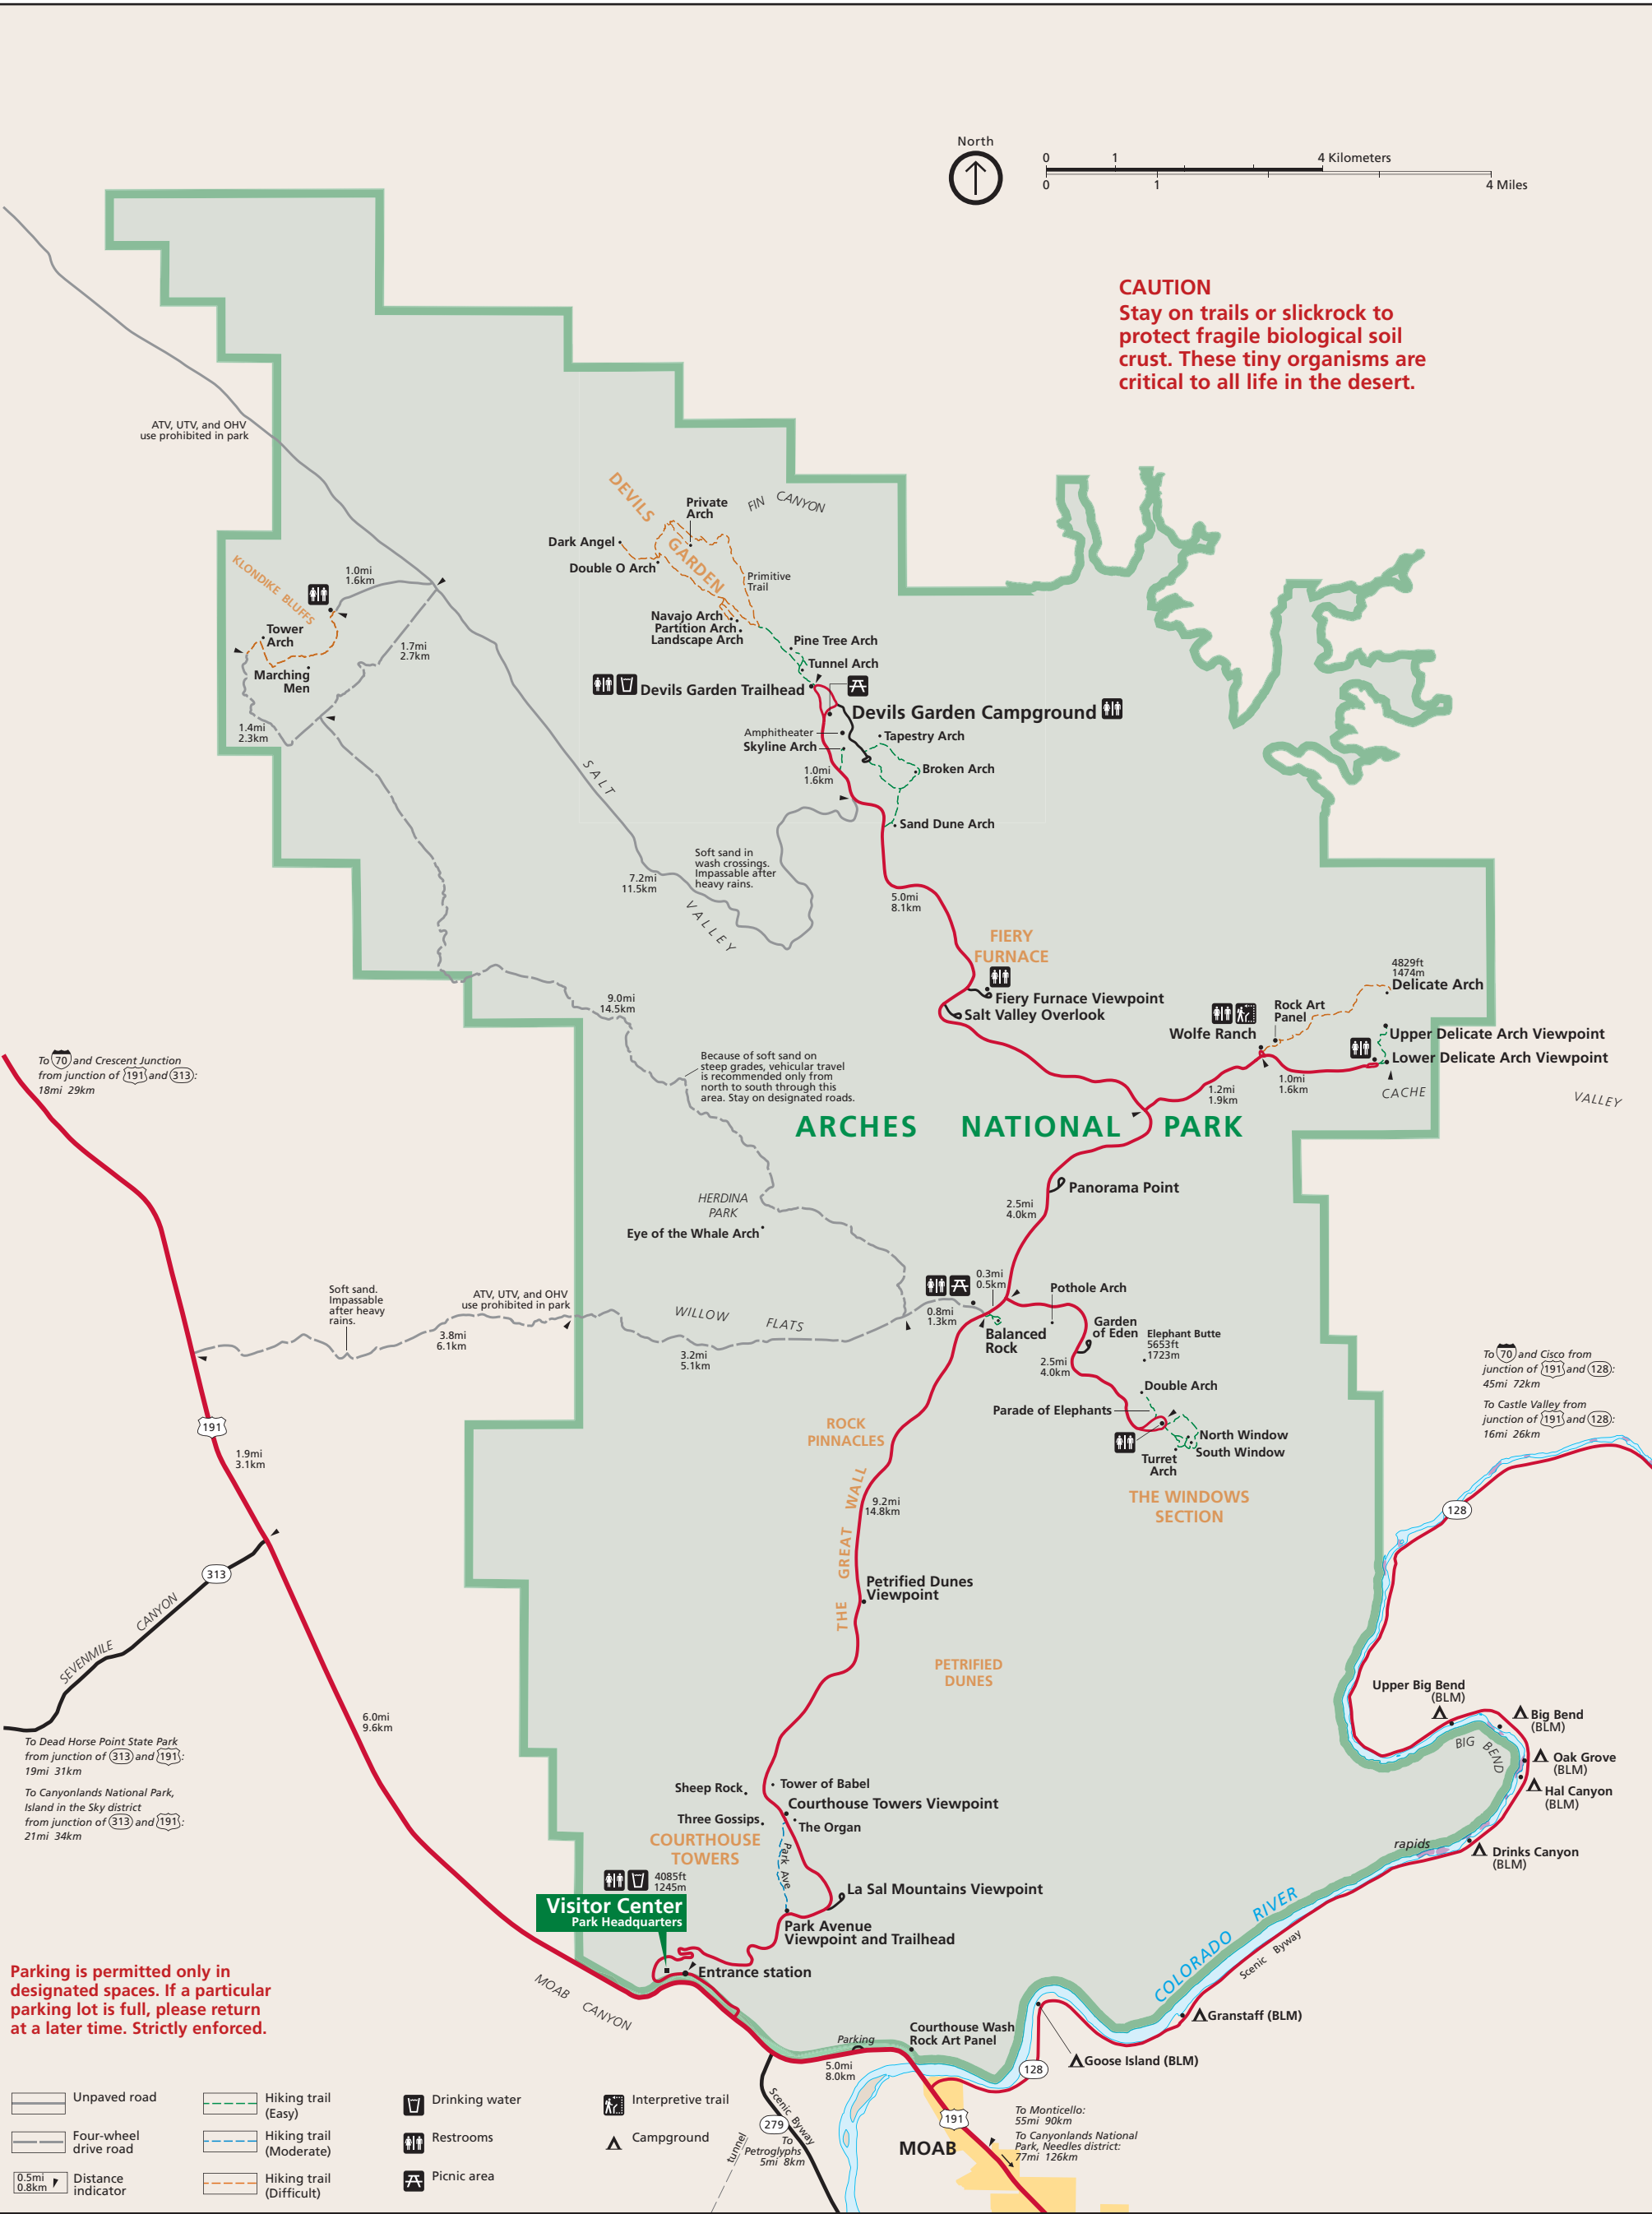 North
0 1 4 Kilometers
0 1 4 Miles
CAUTION
Stay on trails or slickrock to
protect fragile biological soil
crust. These tiny organisms are
critical to all life in the desert.
ATV, UTV, and OHV
use prohibited in park
DEVILS
GARDEN
Private
Arch
FIN CANYON
Dark Angel
Double O Arch
Primitive
Trail
KLONDIKE BLUFFS
1.0mi
1.6km
Tower
Arch
Marching
Men
1.7mi
2.7km
1.4mi
2.3km
Navajo Arch
Partition Arch
Landscape Arch
Pine Tree Arch
Tunnel Arch
Devils Garden Trailhead
Devils Garden Campground
Amphitheater
Skyline Arch
Tapestry Arch
Broken Arch
1.0mi
1.6km
Sand Dune Arch
SALT
VALLEY
Soft sand in
wash crossings.
Impassable after
heavy rains.
7.2mi
11.5km
5.0mi
8.1km
FIERY
FURNACE
Fiery Furnace Viewpoint
Salt Valley Overlook
9.0mi
14.5km
4829ft
1474m
Delicate Arch
Rock Art
Panel
Wolfe Ranch
Upper Delicate Arch Viewpoint
Lower Delicate Arch Viewpoint
1.2mi
1.9km
1.0mi
1.6km
CACHE
VALLEY
To 70 and Crescent Junction
from junction of 191 and 313:
18mi 29km
Because of soft sand on
steep grades, vehicular travel
is recommended only from
north to south through this
area. Stay on designated roads.
ARCHES NATIONAL PARK
Panorama Point
2.5mi
4.0km
HERDINA
PARK
Eye of the Whale Arch
Soft sand.
Impassable
after heavy
rains.
ATV, UTV, and OHV
use prohibited in park
3.8mi
6.1km
WILLOW FLATS
3.2mi
5.1km
0.8mi
1.3km
0.3mi
0.5km
Balanced
Rock
Pothole Arch
Garden
of Eden
2.5mi
4.0km
Elephant Butte
5653ft
1723m
Double Arch
Parade of Elephants
North Window
South Window
Turret
Arch
THE WINDOWS
SECTION
To 70 and Cisco from
junction of 191 and 128:
45mi 72km
To Castle Valley from
junction of 191 and 128:
16mi 26km
128
191
1.9mi
3.1km
313
SEVENMILE CANYON
ROCK
PINNACLES
THE GREAT WALL
9.2mi
14.8km
Petrified Dunes
Viewpoint
PETRIFIED
DUNES
6.0mi
9.6km
To Dead Horse Point State Park
from junction of 313 and 191:
19mi 31km
To Canyonlands National Park,
Island in the Sky district
from junction of 313 and 191:
21mi 34km
Upper Big Bend
(BLM)
Big Bend
(BLM)
BIG BEND
Oak Grove
(BLM)
Hal Canyon
(BLM)
rapids
Drinks Canyon
(BLM)
Sheep Rock
Tower of Babel
Courthouse Towers Viewpoint
Three Gossips
The Organ
COURTHOUSE
TOWERS
Park Ave
4085ft
1245m
Visitor Center
Park Headquarters
La Sal Mountains Viewpoint
Park Avenue
Viewpoint and Trailhead
Entrance station
COLORADO RIVER
Scenic Byway
MOAB CANYON
Parking is permitted only in
designated spaces. If a particular
parking lot is full, please return
at a later time. Strictly enforced.
Granstaff (BLM)
Courthouse Wash
Rock Art Panel
Parking
5.0mi
8.0km
Goose Island (BLM)
128
Scenic Byway
279
To
Petroglyphs
5mi 8km
tunnel
191
MOAB
To Monticello:
55mi 90km
To Canyonlands National
Park, Needles district:
77mi 126km
Unpaved road
Four-wheel
drive road
0.5mi
0.8km
Distance
indicator
Hiking trail
(Easy)
Hiking trail
(Moderate)
Hiking trail
(Difficult)
Drinking water
Restrooms
Picnic area
Interpretive trail
Campground